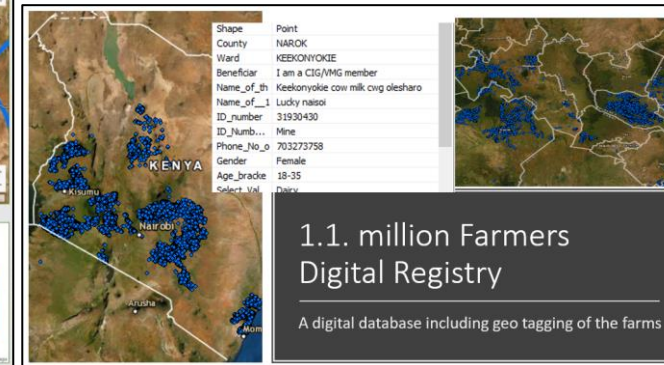 KENYA
Kisumu
Nairobi
Arusha
Mom
Shape Point
County NAROK
Ward KEEKONYOKIE
Beneficiar I am a CIG/VMG member
Name_of_th Keekonyokie cow milk cwg olesharo
Name_of__1 Lucky naisoi
ID_number 31930430
ID_Numb... Mine
Phone_No_o 703273758
Gender Female
Age_bracke 18-35
Select_Val Dairy
1.1. million Farmers
Digital Registry
A digital database including geo tagging of the farms